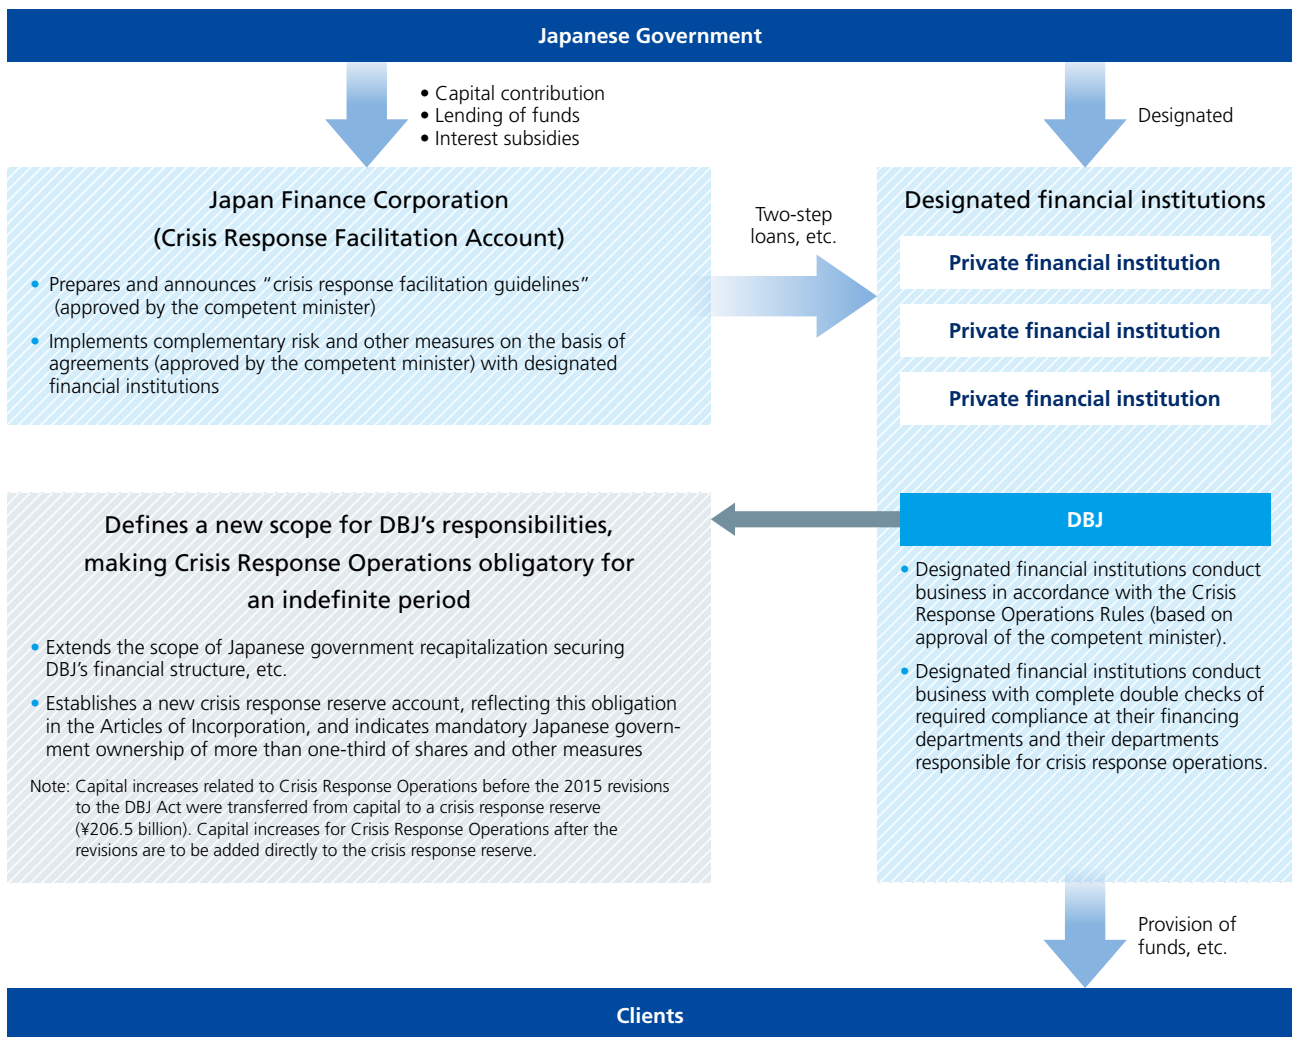 Japanese Government
• Capital contribution
• Lending of funds
• Interest subsidies
Designated
Japan Finance Corporation
(Crisis Response Facilitation Account)
• Prepares and announces “crisis response facilitation guidelines”
(approved by the competent minister)
• Implements complementary risk and other measures on the basis of
agreements (approved by the competent minister) with designated
financial institutions
Two-step
loans, etc.
Designated financial institutions
Private financial institution
Private financial institution
Private financial institution
DBJ
• Designated financial institutions conduct
business in accordance with the Crisis
Response Operations Rules (based on
approval of the competent minister).
• Designated financial institutions conduct
business with complete double checks of
required compliance at their financing
departments and their departments
responsible for crisis response operations.
Defines a new scope for DBJ’s responsibilities,
making Crisis Response Operations obligatory for
an indefinite period
• Extends the scope of Japanese government recapitalization securing
DBJ’s financial structure, etc.
• Establishes a new crisis response reserve account, reflecting this obligation
in the Articles of Incorporation, and indicates mandatory Japanese govern-
ment ownership of more than one-third of shares and other measures
Note: Capital increases related to Crisis Response Operations before the 2015 revisions
to the DBJ Act were transferred from capital to a crisis response reserve
(¥206.5 billion). Capital increases for Crisis Response Operations after the
revisions are to be added directly to the crisis response reserve.
Provision of
funds, etc.
Clients